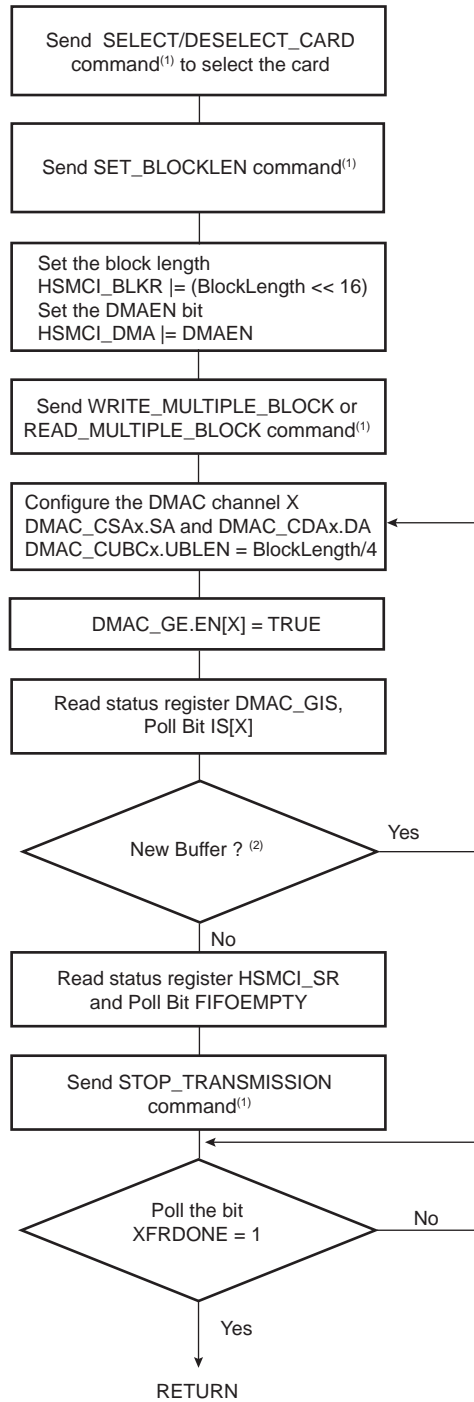 Send SELECT/DESELECT_CARD
command(1) to select the card
Send SET_BLOCKLEN command(1)
Set the block length
HSMCI_BLKR |= (BlockLength << 16)
Set the DMAEN bit
HSMCI_DMA |= DMAEN
Send WRITE_MULTIPLE_BLOCK or
READ_MULTIPLE_BLOCK command(1)
Configure the DMAC channel X
DMAC_CSAx.SA and DMAC_CDAx.DA
DMAC_CUBCx.UBLEN = BlockLength/4
DMAC_GE.EN[X] = TRUE
Read status register DMAC_GIS,
Poll Bit IS[X]
New Buffer ? (2)
Yes
No
Read status register HSMCI_SR
and Poll Bit FIFOEMPTY
Send STOP_TRANSMISSION
command(1)
Poll the bit
XFRDONE = 1
No
Yes
RETURN